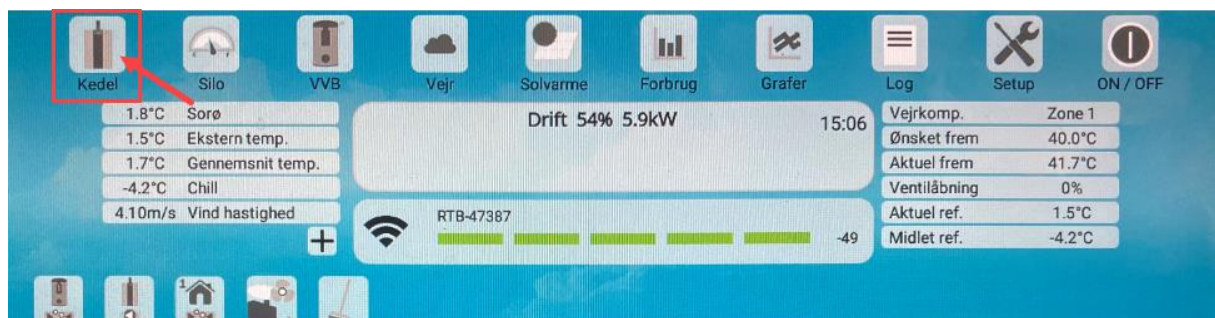 Kedel Silo VVB Vejr Solvarme Forbrug Grafer Log Setup ON / OFF
1.8°C Sorø
1.5°C Ekstern temp.
1.7°C Gennemsnit temp.
-4.2°C Chill
4.10m/s Vind hastighed
Drift 54% 5.9kW
15:06
RTB-47387
-49
Vejrkomp. Zone 1
Ønsket frem 40.0°C
Aktuel frem 41.7°C
Ventilåbning 0%
Aktuel ref. 1.5°C
Midlet ref. -4.2°C
1